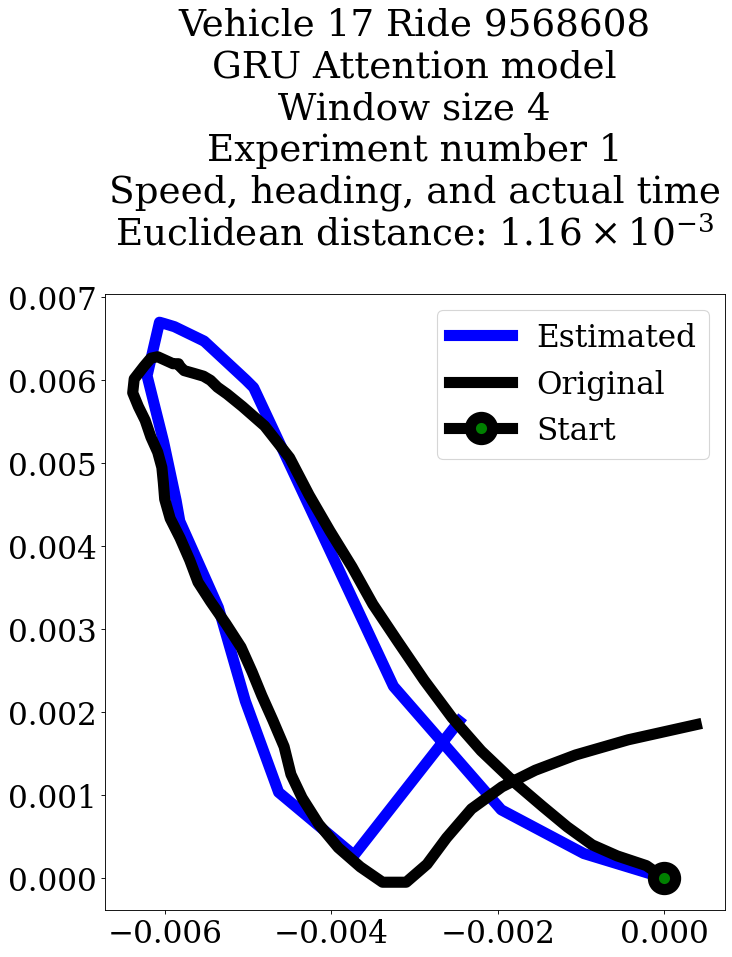 Vehicle 17 Ride 9568608
GRU Attention model
Window size 4
Experiment number 1
Speed, heading, and actual time
Euclidean distance: 1.16 × 10⁻³
0.007
0.006
0.005
0.004
0.003
0.002
0.001
0.000
Estimated
Original
Start
−0.006 −0.004 −0.002 0.000